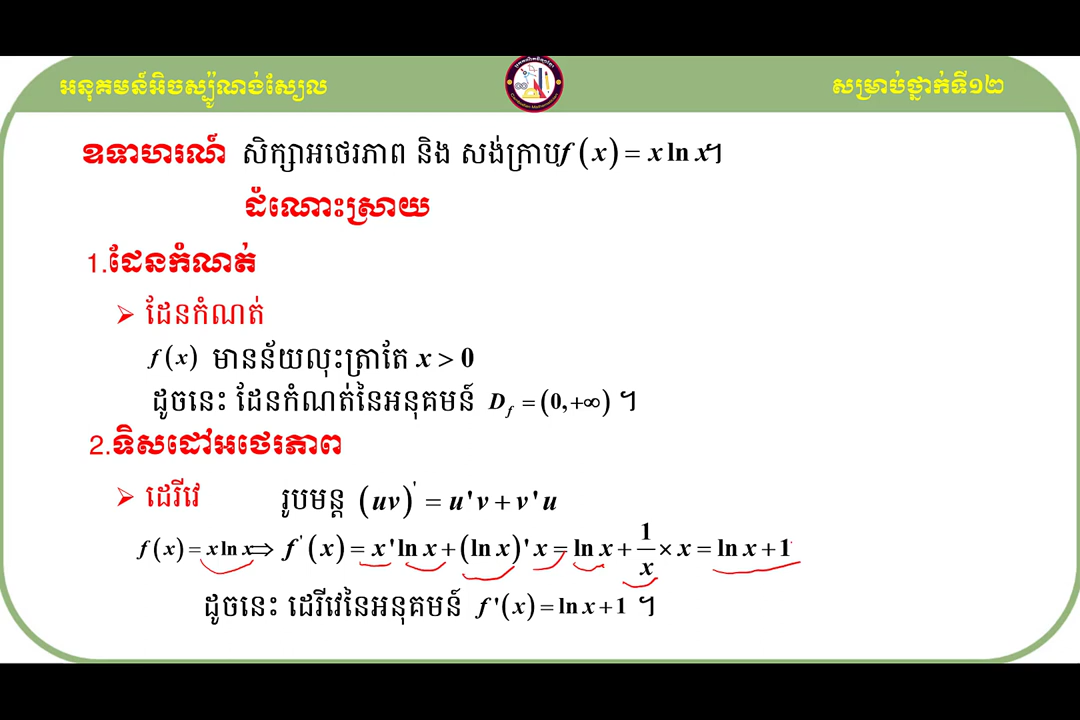 អនុគមន៍អិចស្ប៉ូណង់ស្យែល
សម្រាប់ថ្នាក់ទី១២
ឧទាហរណ៍ សិក្សាអថេរភាព និង សង់ក្រាប f(x) = x ln x ។
ដំណោះស្រាយ
1.ដែនកំណត់
➢ ដែនកំណត់
f(x) មានន័យលុះត្រាតែ x > 0
ដូចនេះ ដែនកំណត់នៃអនុគមន៍ D_f = (0, +∞) ។
2.ទិសដៅអថេរភាព
➢ ដេរីវេ រូបមន្ត (uv)' = u'v + v'u
f(x) = x ln x ⇒ f'(x) = x' ln x + (ln x)' x = ln x + 1/x × x = ln x + 1
ដូចនេះ ដេរីវេនៃអនុគមន៍ f'(x) = ln x + 1 ។